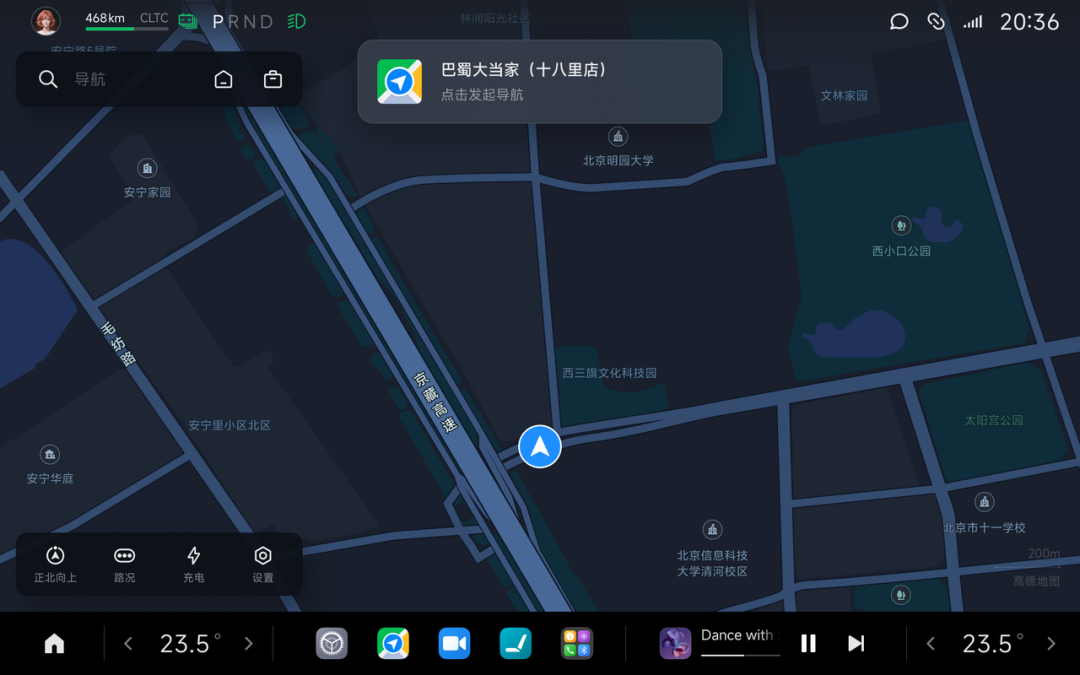 468km CLTC PRND 20:36
林间阳光社区
安宁路5号院
导航
巴蜀大当家（十八里店）
点击发起导航
文林家园
北京明园大学
安宁家园
西小口公园
毛纺路
京藏高速
西三旗文化科技园
安宁里小区北区
太阳宫公园
安宁华庭
北京市十一学校
北京信息科技
大学清河校区
200m
高德地图
正北向上 路况 充电 设置
23.5° Dance with 23.5°